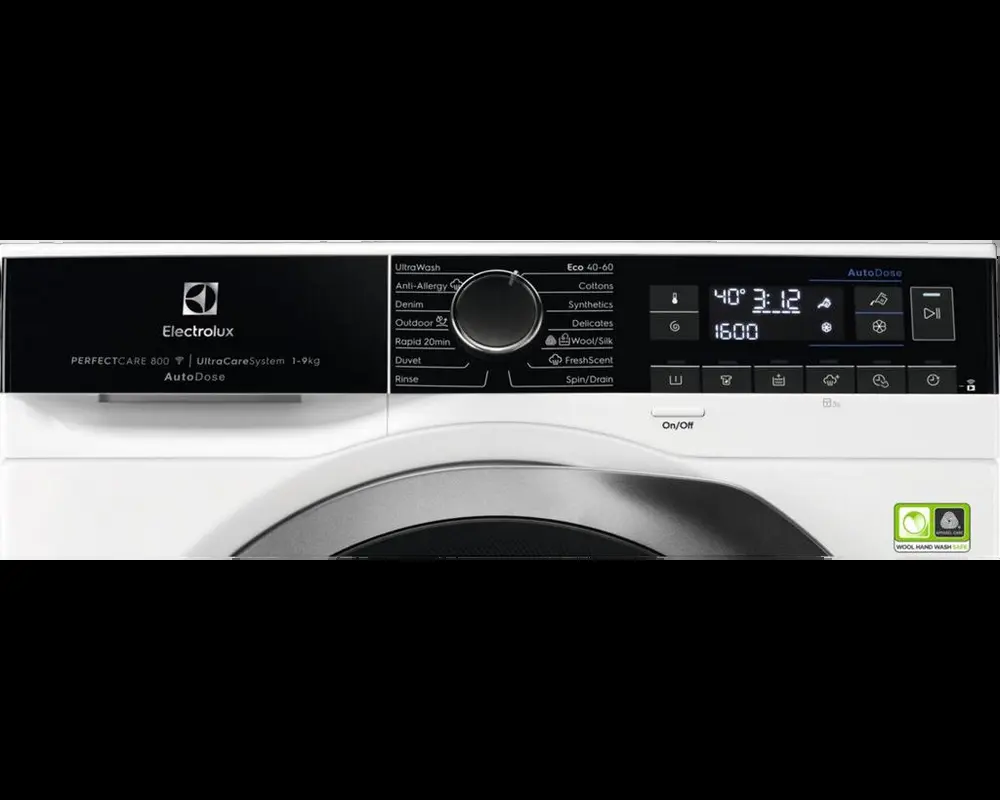 Electrolux
PERFECTCARE 800 UltraCareSystem 1-9kg
AutoDose
UltraWash
Anti-Allergy
Denim
Outdoor
Rapid 20min
Duvet
Rinse
Eco 40-60
Cottons
Synthetics
Delicates
Wool/Silk
FreshScent
Spin/Drain
AutoDose
40° 3:12
1600
On/Off
WOOL HAND WASH SAFE